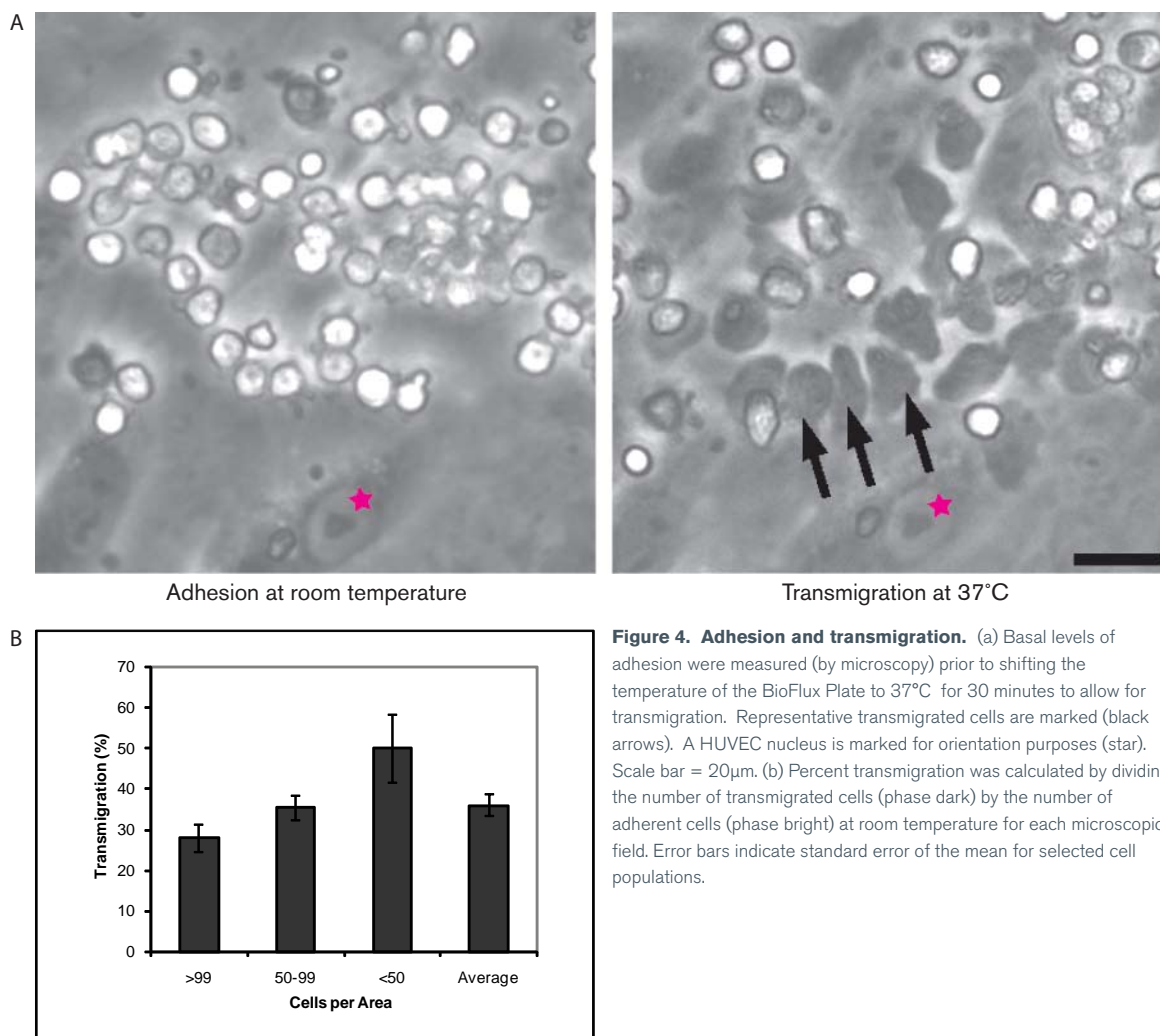 A
Adhesion at room temperature
Transmigration at 37°C
B
70
60
50
40
30
20
10
0
Transmigration (%)
>99
50-99
<50
Average
Cells per Area
Figure 4. Adhesion and transmigration. (a) Basal levels of
adhesion were measured (by microscopy) prior to shifting the
temperature of the BioFlux Plate to 37°C for 30 minutes to allow for
transmigration. Representative transmigrated cells are marked (black
arrows). A HUVEC nucleus is marked for orientation purposes (star).
Scale bar = 20µm. (b) Percent transmigration was calculated by dividin
the number of transmigrated cells (phase dark) by the number of
adherent cells (phase bright) at room temperature for each microscopic
field. Error bars indicate standard error of the mean for selected cell
populations.